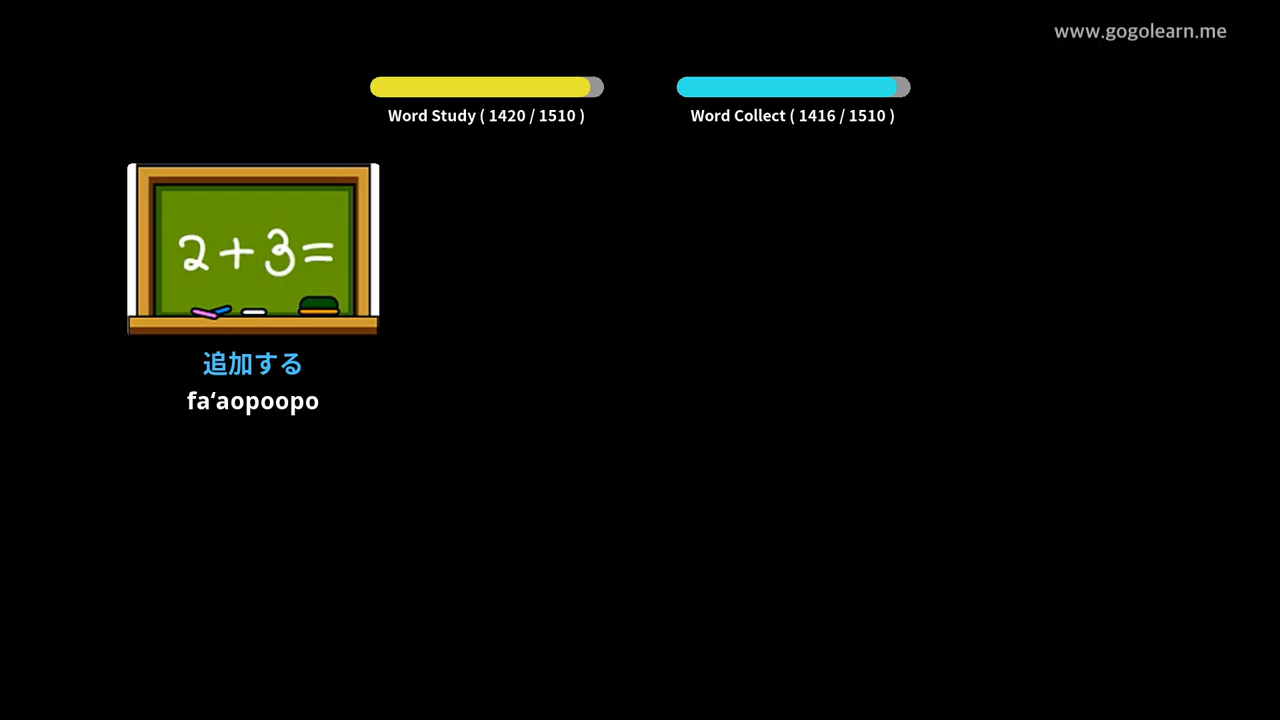 www.gogolearn.me
Word Study ( 1420 / 1510 )
Word Collect ( 1416 / 1510 )
2+3=
追加する
fa‘aopoopo